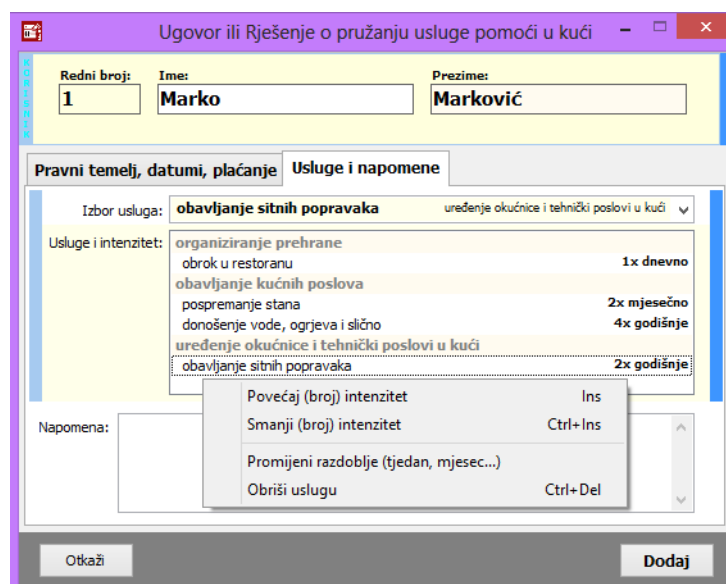 Ugovor ili Rješenje o pružanju usluge pomoći u kući
KORISNIK
Redni broj: Ime: Prezime:
1 Marko Marković
Pravni temelj, datumi, plaćanje Usluge i napomene
Izbor usluga: obavljanje sitnih popravaka uređenje okućnice i tehnički poslovi u kući
Usluge i intenzitet: organiziranje prehrane
obrok u restoranu 1x dnevno
obavljanje kućnih poslova
pospremanje stana 2x mjesečno
donošenje vode, ogrjeva i slično 4x godišnje
uređenje okućnice i tehnički poslovi u kući
obavljanje sitnih popravaka 2x godišnje
Povećaj (broj) intenzitet Ins
Smanji (broj) intenzitet Ctrl+Ins
Napomena:
Promijeni razdoblje (tjedan, mjesec...)
Obriši uslugu Ctrl+Del
Otkaži Dodaj